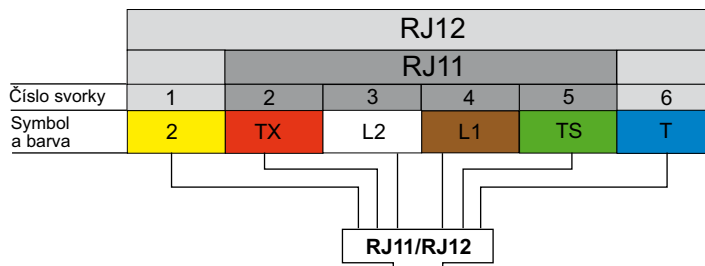 RJ12
RJ11
Číslo svorky 1 2 3 4 5 6
Symbol
a barva 2 TX L2 L1 TS T
RJ11/RJ12